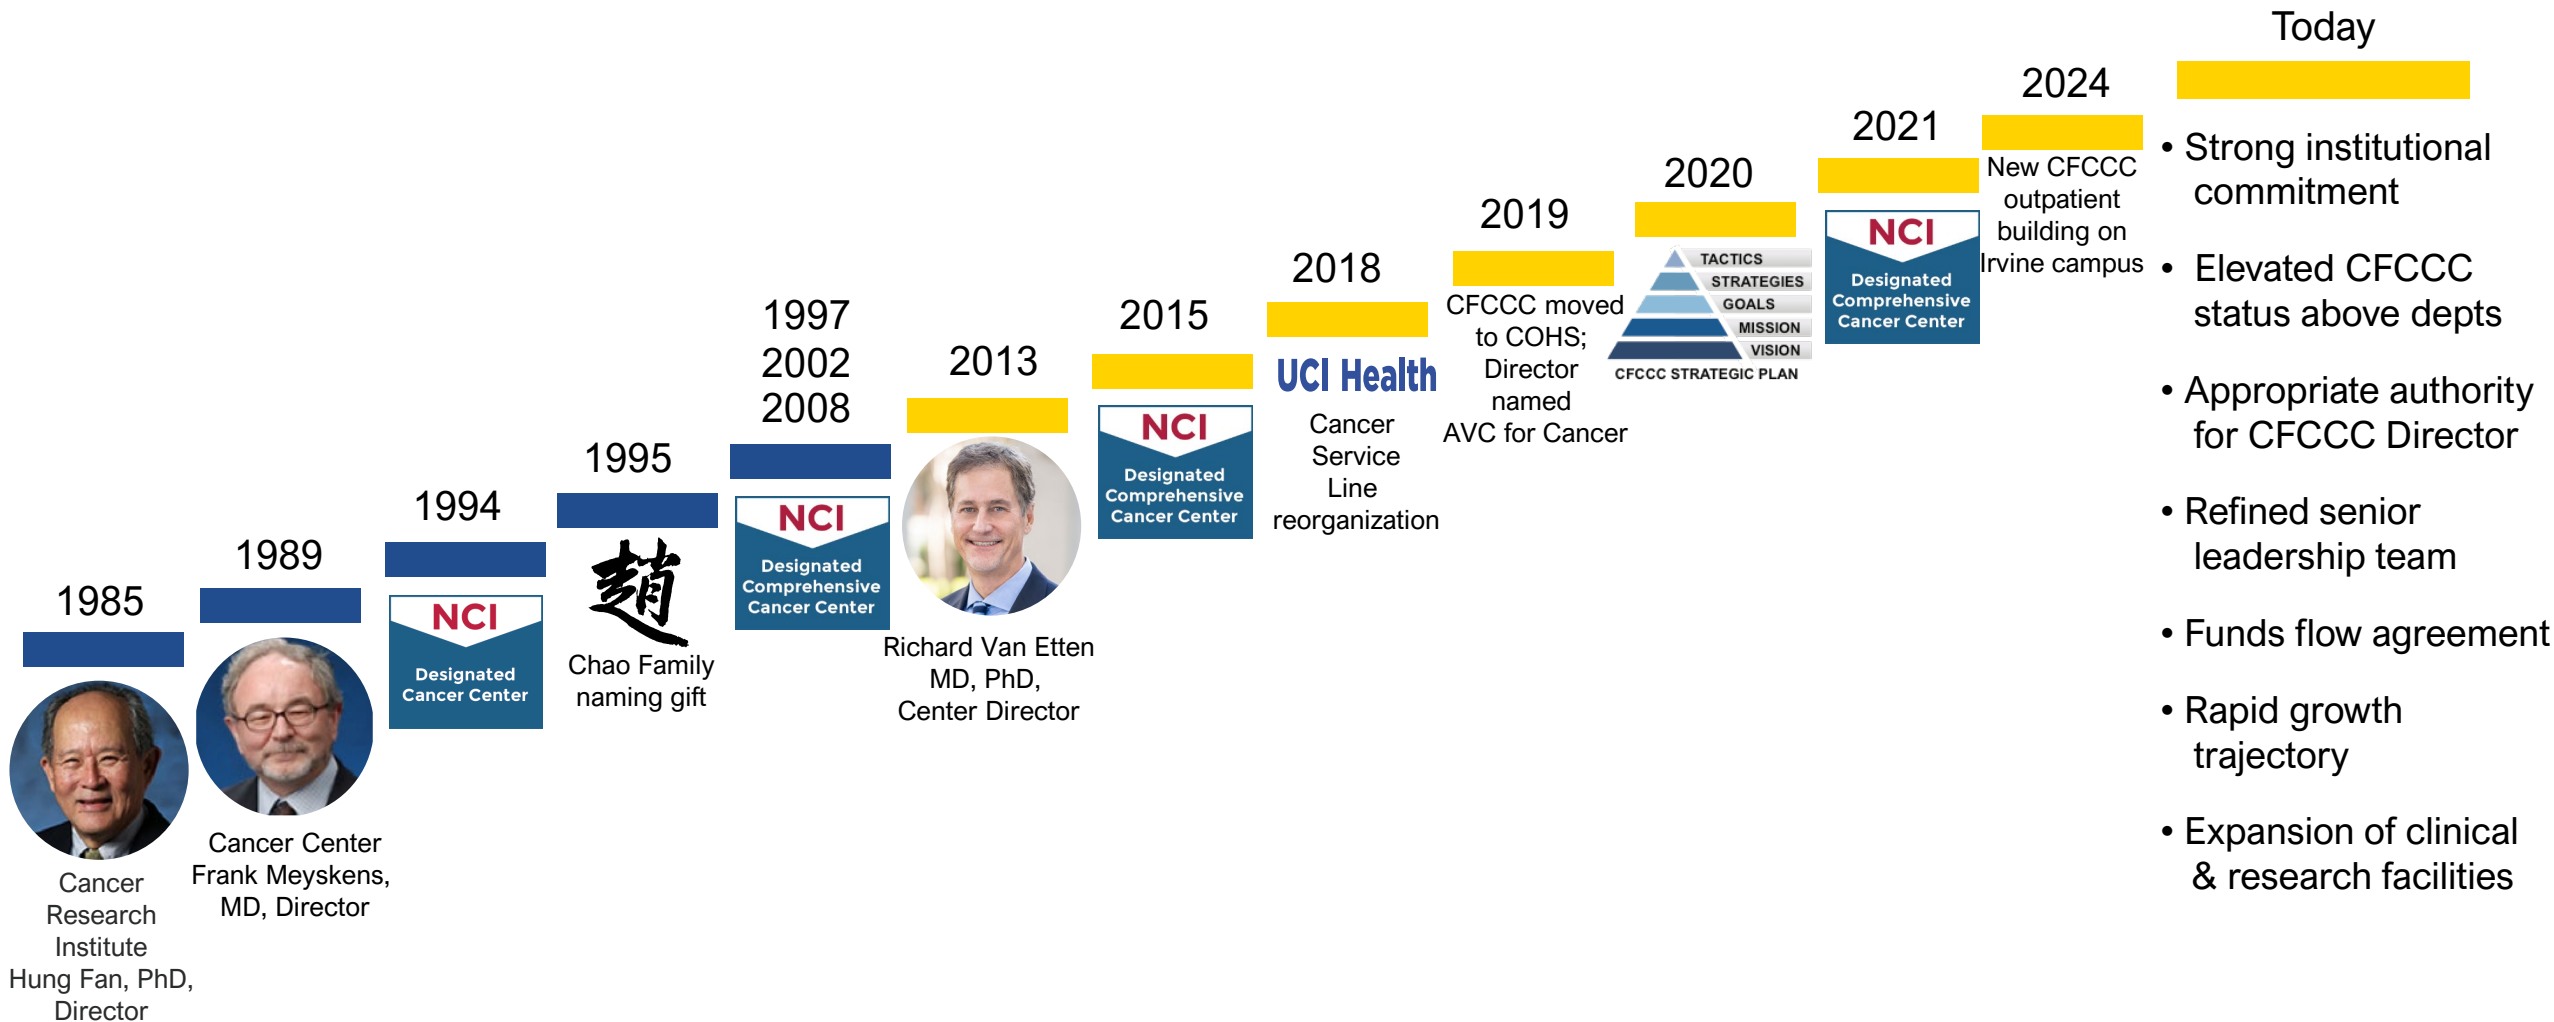 1985
Cancer
Research
Institute
Hung Fan, PhD,
Director
1989
Cancer Center
Frank Meyskens,
MD, Director
1994
NCI
Designated
Cancer Center
1995
趙
Chao Family
naming gift
1997
2002
2008
NCI
Designated
Comprehensive
Cancer Center
2013
Richard Van Etten
MD, PhD,
Center Director
2015
NCI
Designated
Comprehensive
Cancer Center
2018
UCI Health
Cancer
Service
Line
reorganization
2019
CFCCC moved
to COHS;
Director
named
AVC for Cancer
2020
TACTICS
STRATEGIES
GOALS
MISSION
VISION
CFCCC STRATEGIC PLAN
2021
NCI
Designated
Comprehensive
Cancer Center
2024
New CFCCC
outpatient
building on
Irvine campus
Today
• Strong institutional
commitment
• Elevated CFCCC
status above depts
• Appropriate authority
for CFCCC Director
• Refined senior
leadership team
• Funds flow agreement
• Rapid growth
trajectory
• Expansion of clinical
& research facilities